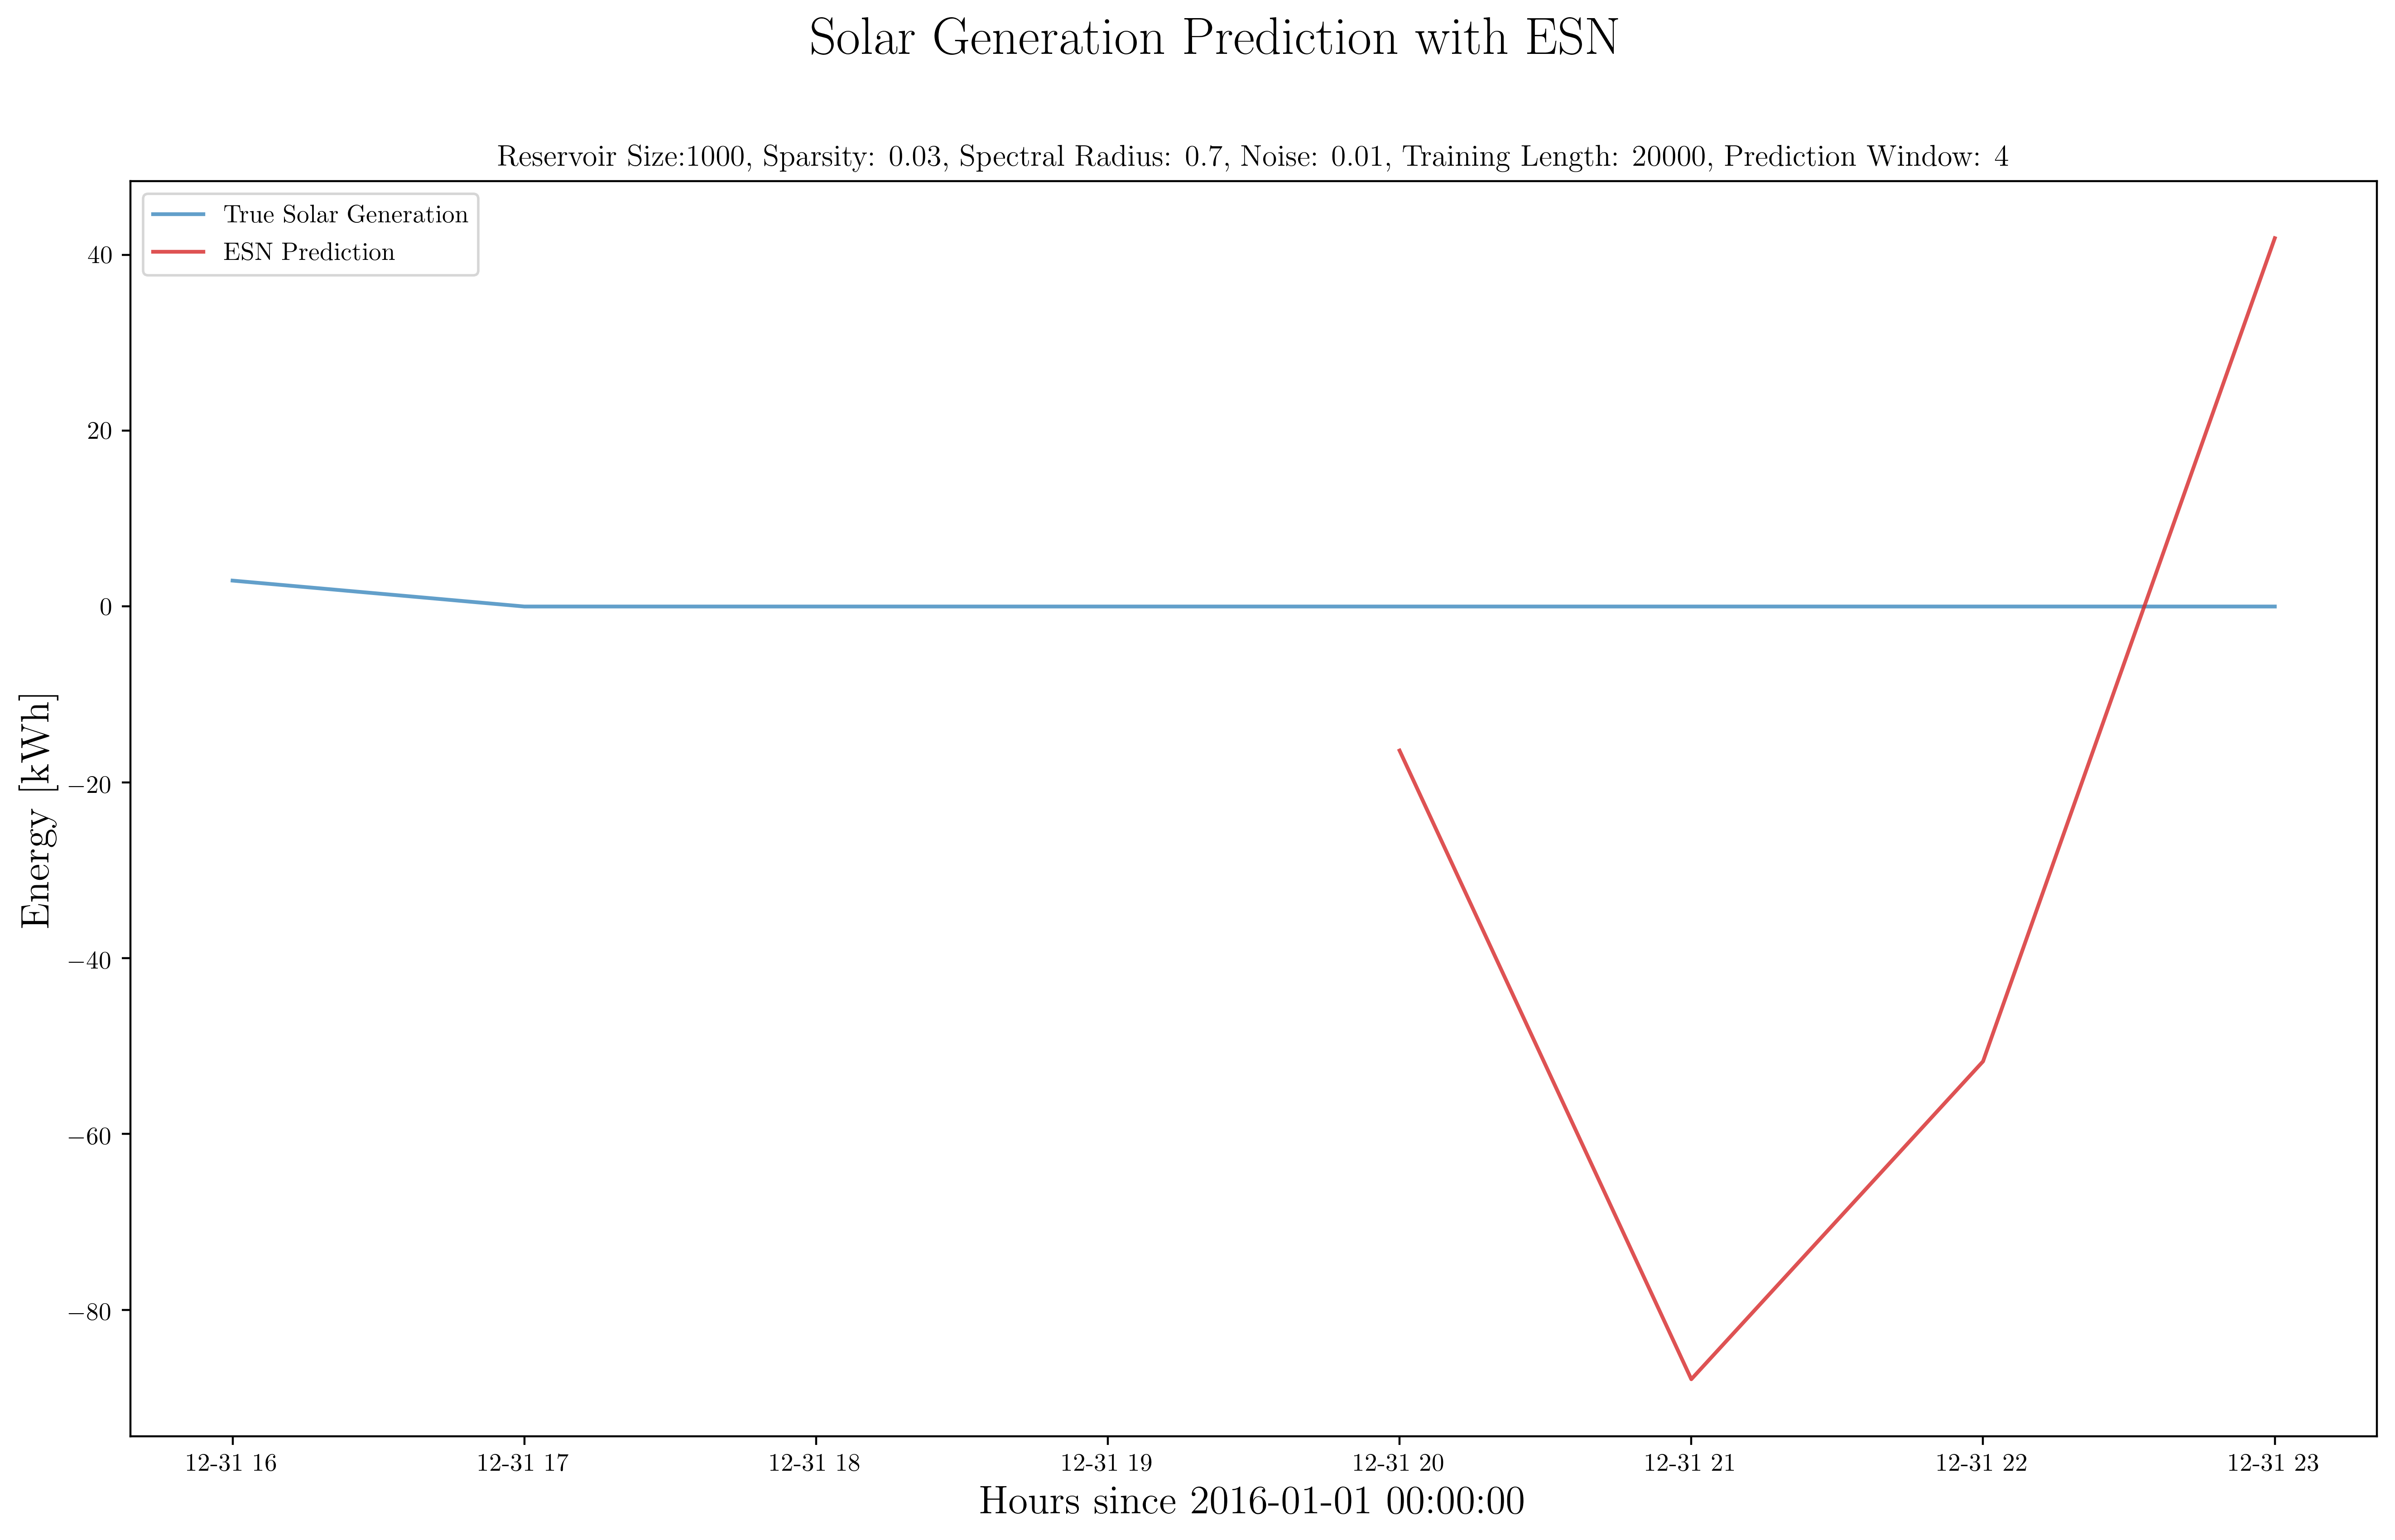 Solar Generation Prediction with ESN
Reservoir Size:1000, Sparsity: 0.03, Spectral Radius: 0.7, Noise: 0.01, Training Length: 20000, Prediction Window: 4
True Solar Generation
ESN Prediction
40
20
0
−20
−40
−60
−80
Energy [kWh]
12-31 16 12-31 17 12-31 18 12-31 19 12-31 20 12-31 21 12-31 22 12-31 23
Hours since 2016-01-01 00:00:00